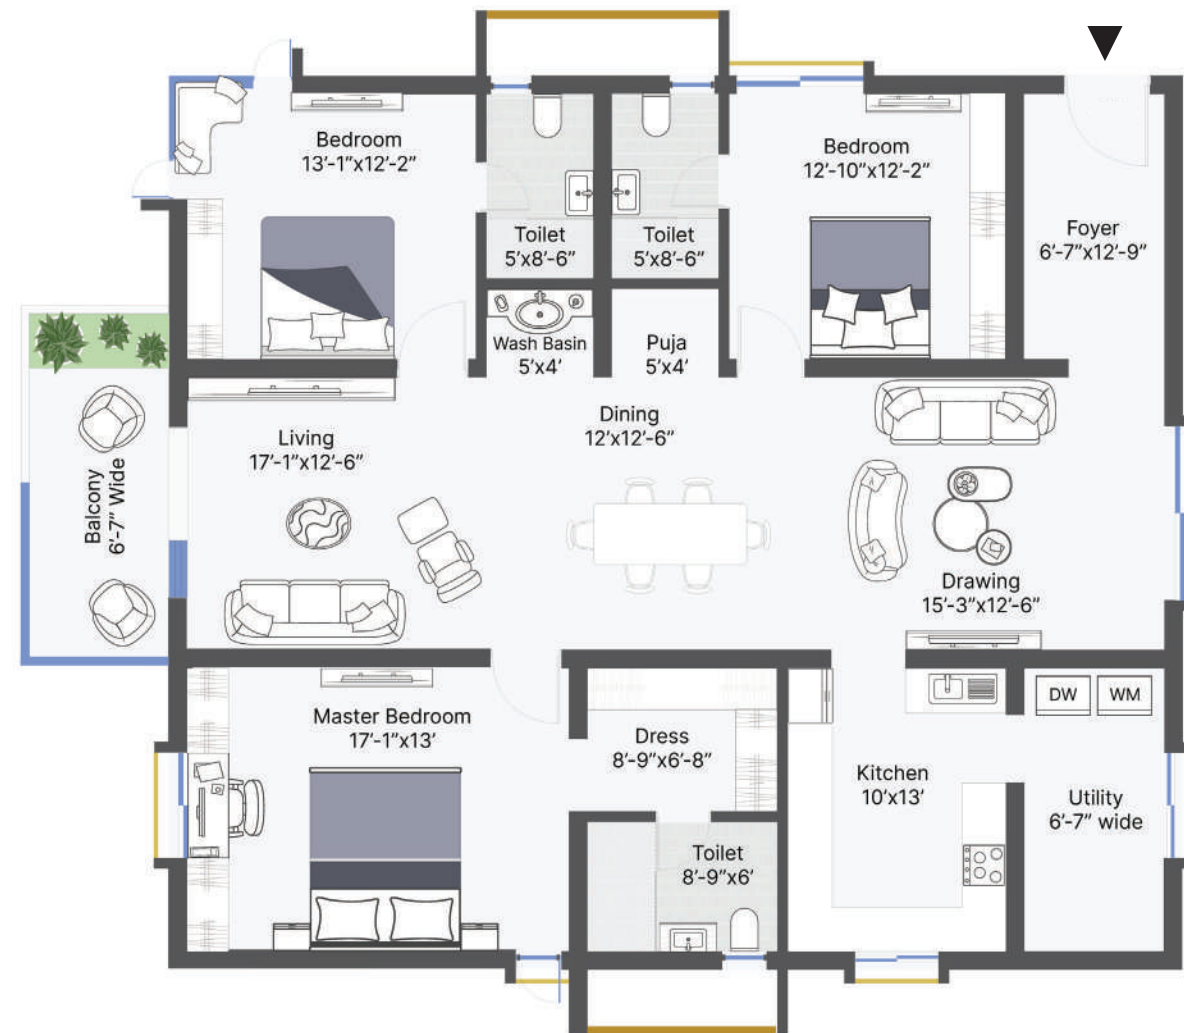 Bedroom
13’-1”x12’-2”
Toilet
5’x8’-6”
Toilet
5’x8’-6”
Bedroom
12’-10”x12’-2”
Foyer
6’-7”x12’-9”
Wash Basin
5’x4’
Puja
5’x4’
Balcony
6’-7” Wide
Living
17’-1”x12’-6”
Dining
12’x12’-6”
Drawing
15’-3”x12’-6”
Master Bedroom
17’-1”x13’
Dress
8’-9”x6’-8”
Toilet
8’-9”x6’
Kitchen
10’x13’
DW WM
Utility
6’-7” wide